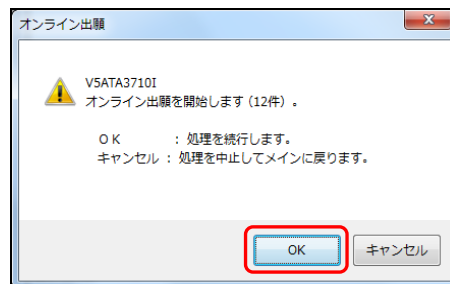 オンライン出願
V5ATA3710I
オンライン出願を開始します（12件）。
ＯＫ　　　：処理を続行します。
キャンセル：処理を中止してメインに戻ります。
OK
キャンセル